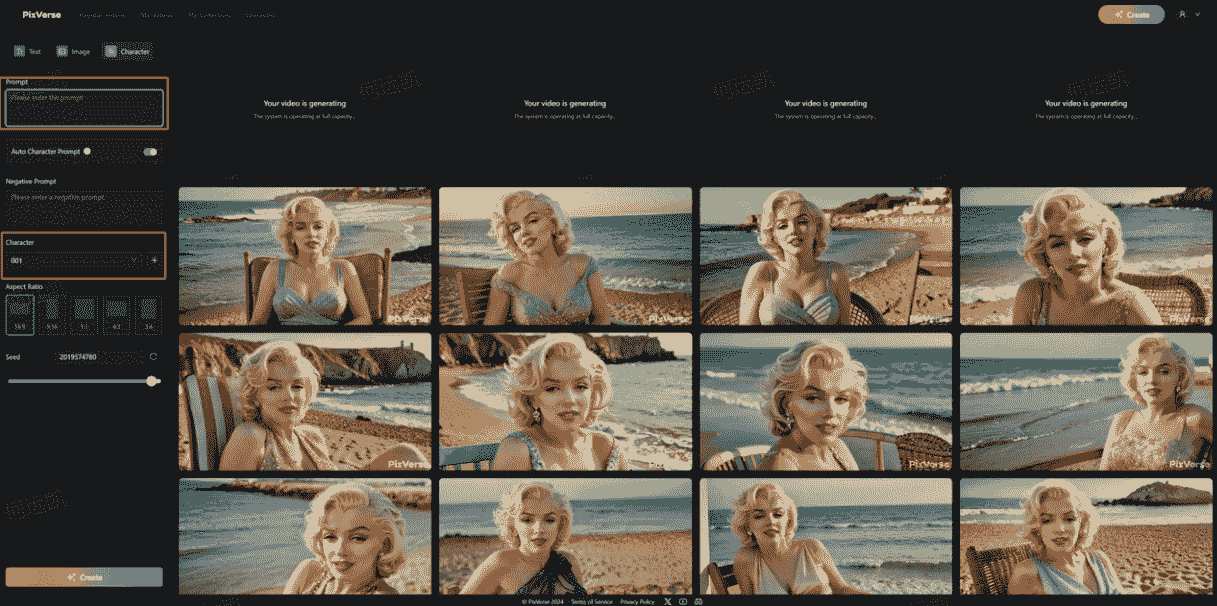 PixVerse
Create
Text
Image
Character
Prompt
Please enter the prompt
Auto Character Prompt
Negative Prompt
Please enter a negative prompt
Character
001
+
Aspect Ratio
16:9
9:16
1:1
4:3
3:4
Seed
2019574760
Create
Your video is generating
The system is operating at full capacity..
Your video is generating
The system is operating at full capacity..
Your video is generating
The system is operating at full capacity..
Your video is generating
The system is operating at full capacity..
PixVerse
PixVerse
PixVerse
PixVerse
PixVerse
PixVerse
PixVerse
© PixVerse 2024
Terms of Service
Privacy Policy